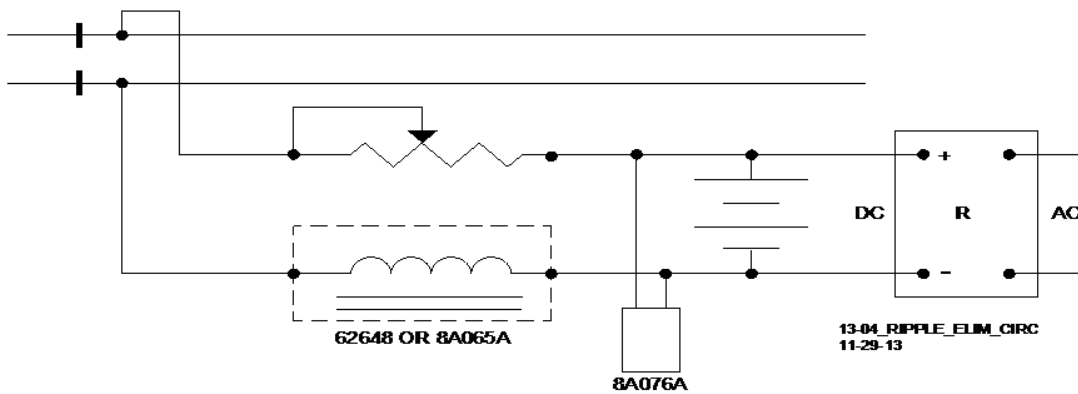 +
DC R AC
-
62648 OR 8A065A
13-04_RIPPLE_ELIM_CIRC
11-29-13
8A076A